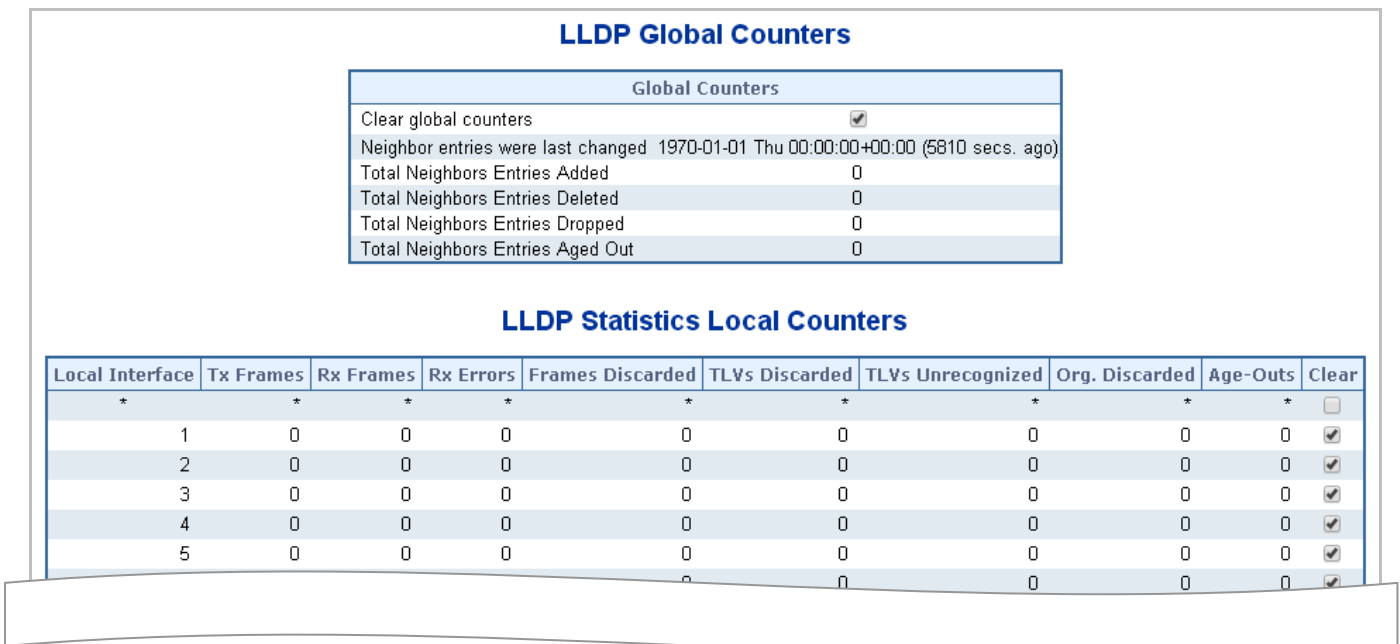 LLDP Global Counters
Global Counters
Clear global counters
Neighbor entries were last changed 1970-01-01 Thu 00:00:00+00:00 (5810 secs. ago)
Total Neighbors Entries Added 0
Total Neighbors Entries Deleted 0
Total Neighbors Entries Dropped 0
Total Neighbors Entries Aged Out 0
LLDP Statistics Local Counters
Local Interface Tx Frames Rx Frames Rx Errors Frames Discarded TLVs Discarded TLVs Unrecognized Org. Discarded Age-Outs Clear
* * * * * * * * *
1 0 0 0 0 0 0 0 0
2 0 0 0 0 0 0 0 0
3 0 0 0 0 0 0 0 0
4 0 0 0 0 0 0 0 0
5 0 0 0 0 0 0 0 0
0 0 0 0